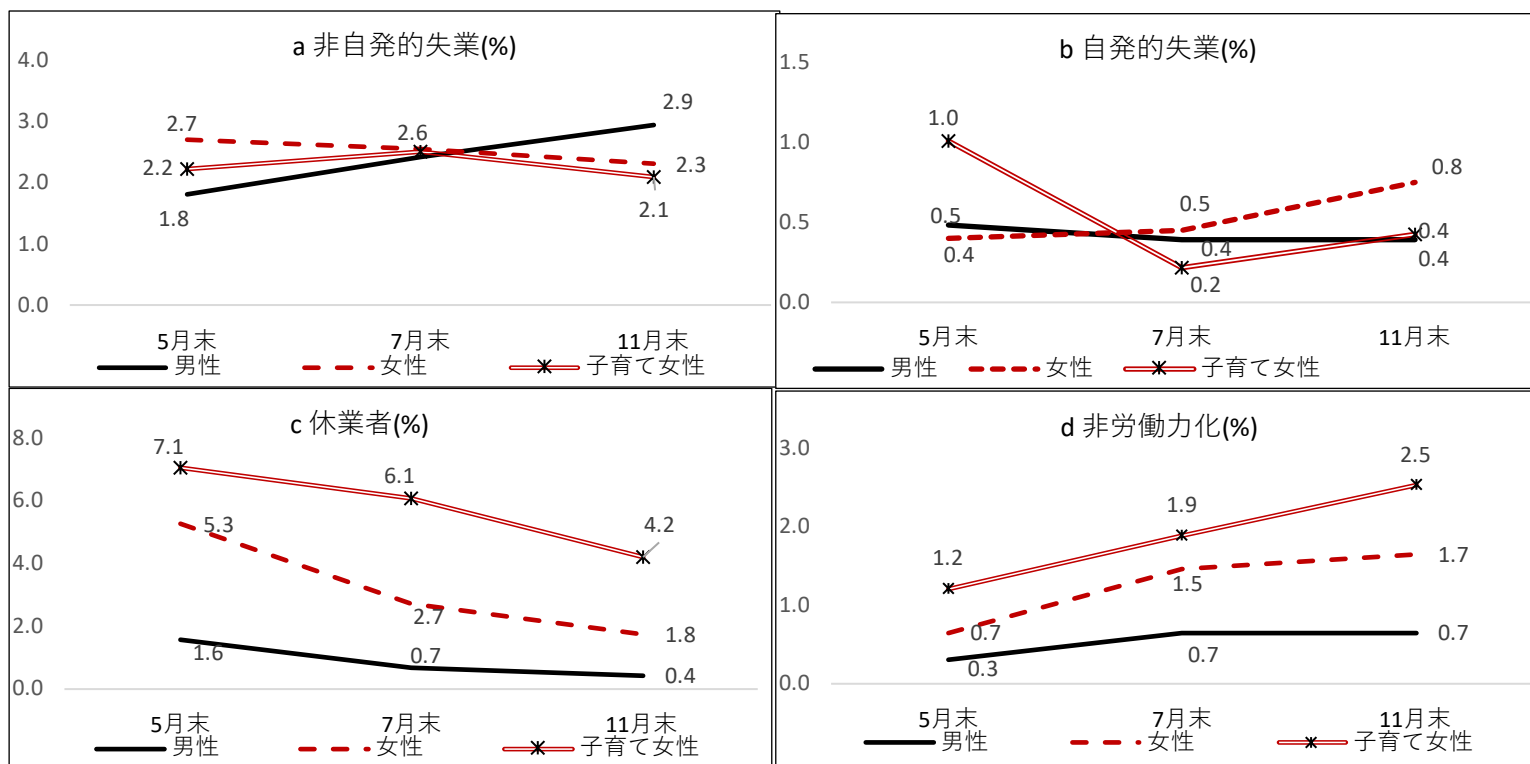 a 非自発的失業(%)
4.0
3.0
2.0
1.0
0.0
2.7
2.2
1.8
2.6
2.9
2.3
2.1
5月末
7月末
11月末
男性
女性
子育て女性
b 自発的失業(%)
1.5
1.0
0.5
0.0
1.0
0.5
0.4
0.5
0.4
0.2
0.8
0.4
0.4
5月末
7月末
11月末
男性
女性
子育て女性
c 休業者(%)
8.0
6.0
4.0
2.0
0.0
7.1
5.3
1.6
6.1
2.7
0.7
4.2
1.8
0.4
5月末
7月末
11月末
男性
女性
子育て女性
d 非労働力化(%)
3.0
2.0
1.0
0.0
1.2
0.7
0.3
1.9
1.5
0.7
2.5
1.7
0.7
5月末
7月末
11月末
男性
女性
子育て女性